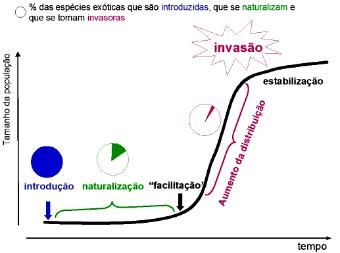 % das espécies exóticas que são introduzidas, que se naturalizam e
que se tornam invasoras
Tamanho da população
invasão
estabilização
Aumento da distribuição
introdução
naturalização
"facilitação"
tempo